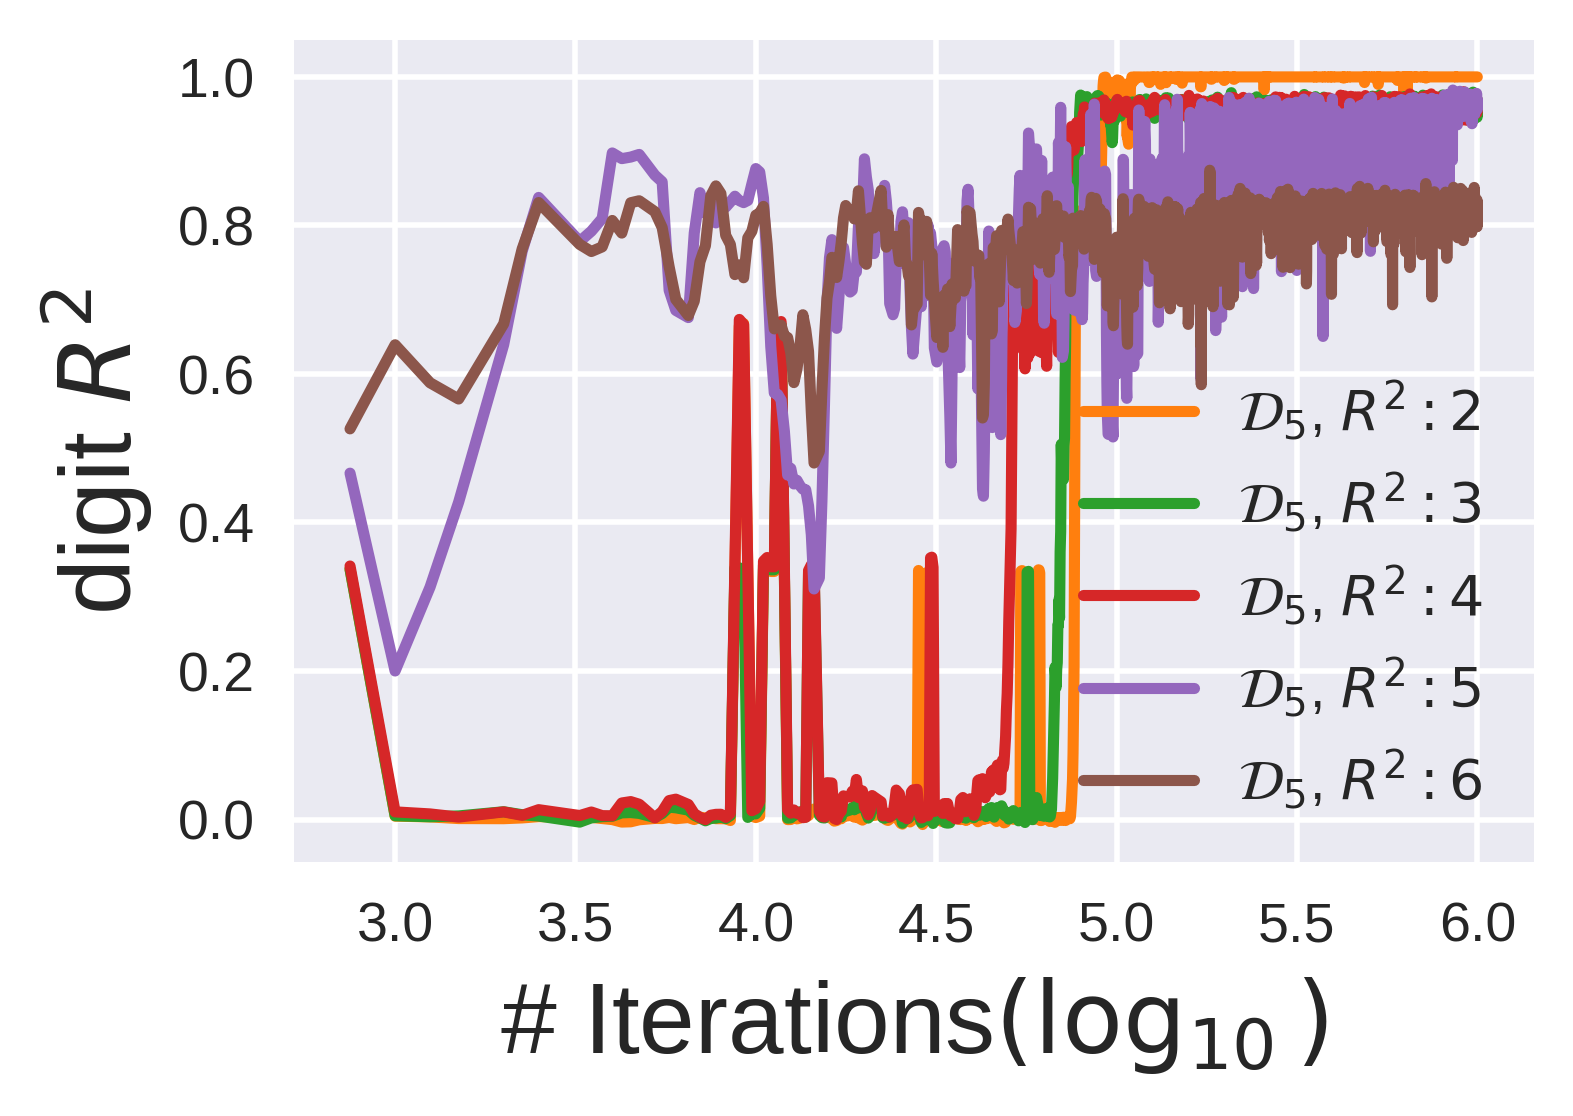 digit R²
1.0
0.8
0.6
0.4
0.2
0.0
𝒟₅, R² : 2
𝒟₅, R² : 3
𝒟₅, R² : 4
𝒟₅, R² : 5
𝒟₅, R² : 6
3.0 3.5 4.0 4.5 5.0 5.5 6.0
# Iterations(log₁₀ )